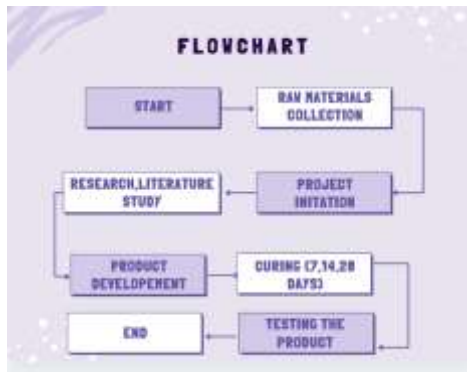 FLOWCHART
START
RAW MATERIALS
COLLECTION
PROJECT
INITATION
RESEARCH,LITERATURE
STUDY
PRODUCT
DEVELOPEMENT
CURING (7,14,28
DAYS)
TESTING THE
PRODUCT
END